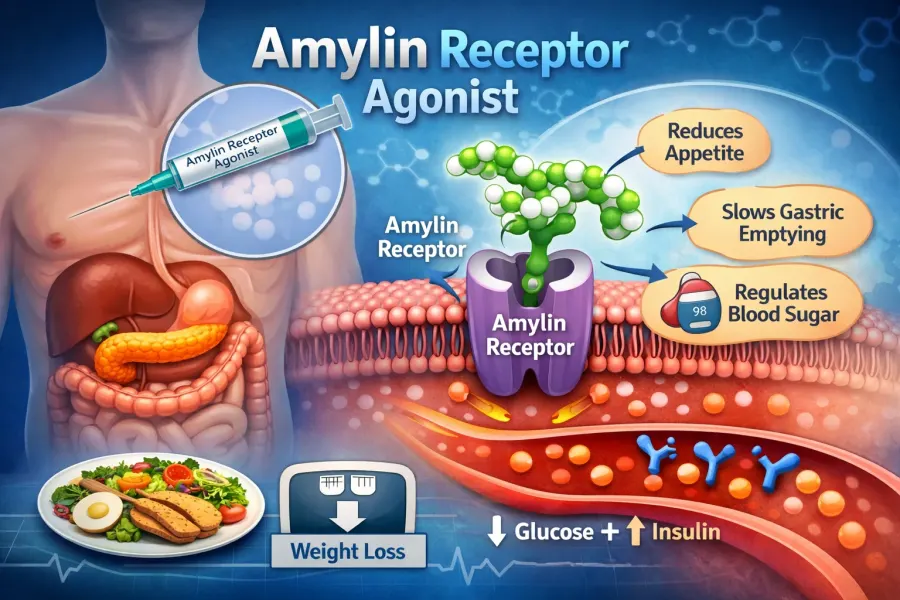 Amylin Receptor
Agonist
Amylin Receptor
Agonist
Reduces
Appetite
Slows Gastric
Emptying
Amylin
Receptor
98
Regulates
Blood Sugar
Amylin
Receptor
Weight Loss
↓ Glucose + ↑ Insulin